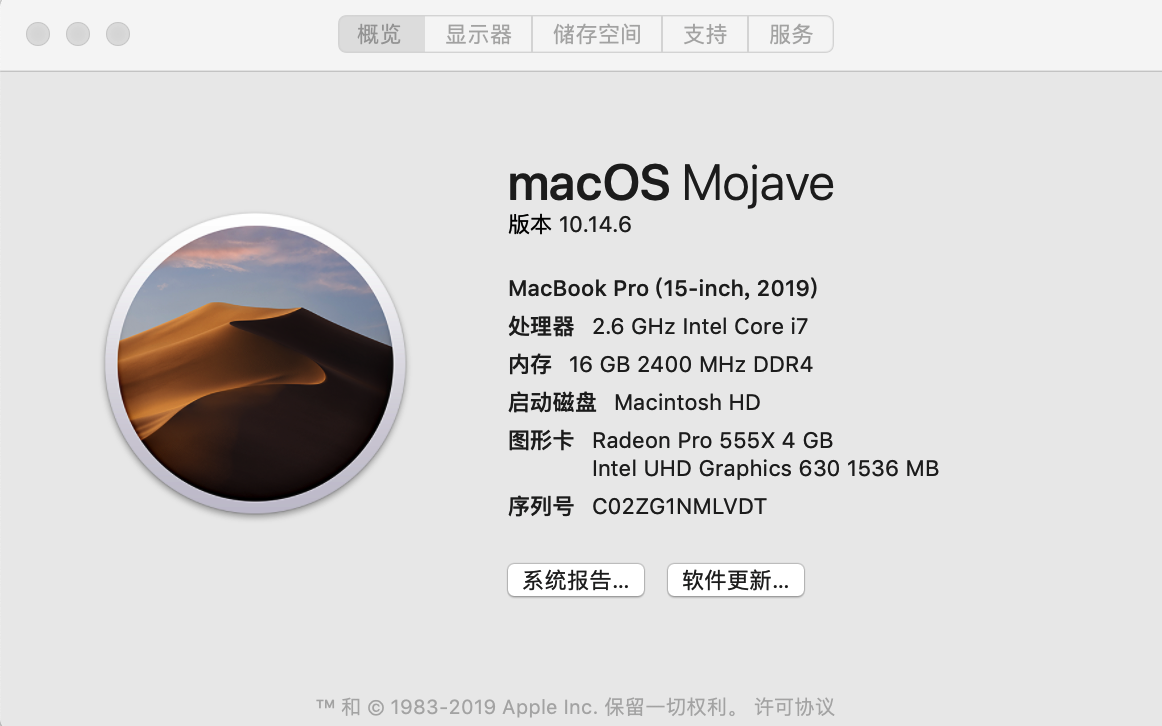 概览 显示器 储存空间 支持 服务
macOS Mojave
版本 10.14.6
MacBook Pro (15-inch, 2019)
处理器 2.6 GHz Intel Core i7
内存 16 GB 2400 MHz DDR4
启动磁盘 Macintosh HD
图形卡 Radeon Pro 555X 4 GB
Intel UHD Graphics 630 1536 MB
序列号 C02ZG1NMLVDT
系统报告... 软件更新...
™ 和 © 1983-2019 Apple Inc. 保留一切权利。 许可协议